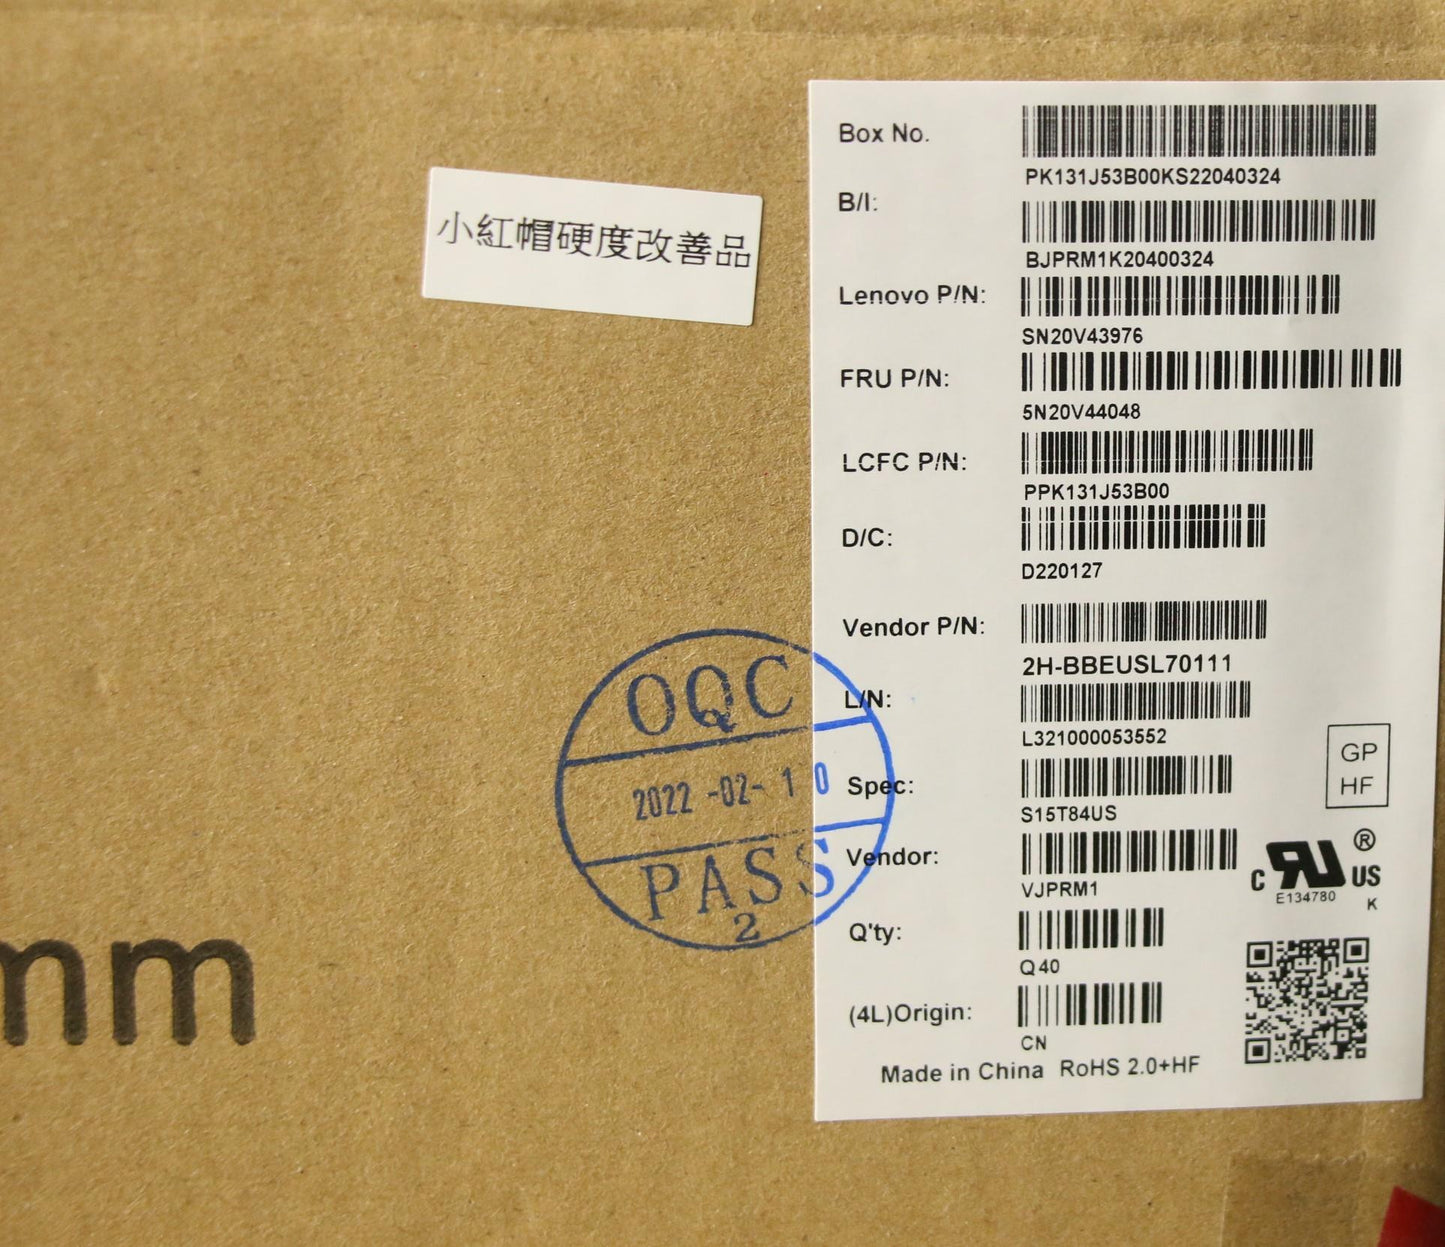 小紅帽硬度改善品
Box No.
PK131J53B00KS22040324
B/I:
BJPRM1K20400324
Lenovo P/N:
SN20V43976
FRU P/N:
5N20V44048
LCFC P/N:
PPK131J53B00
D/C:
D220127
Vendor P/N:
2H-BBEUSL70111
L/N:
L321000053552
Spec:
S15T84US
Vendor:
VJPRM1
Q'ty:
Q40
(4L)Origin:
CN
Made in China RoHS 2.0+HF
GP
HF
®
C US
E134780
K
OQC
2022 -02- 10
PASS
2
mm